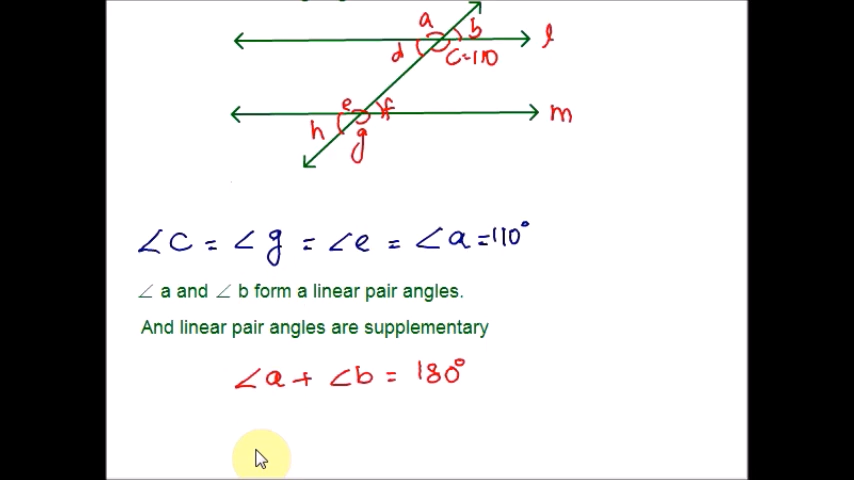 a
b
l
d
c=110
e
f
m
h
g
∠c = ∠g = ∠e = ∠a = 110°
∠ a and ∠ b form a linear pair angles.
And linear pair angles are supplementary
∠a + ∠b = 180°